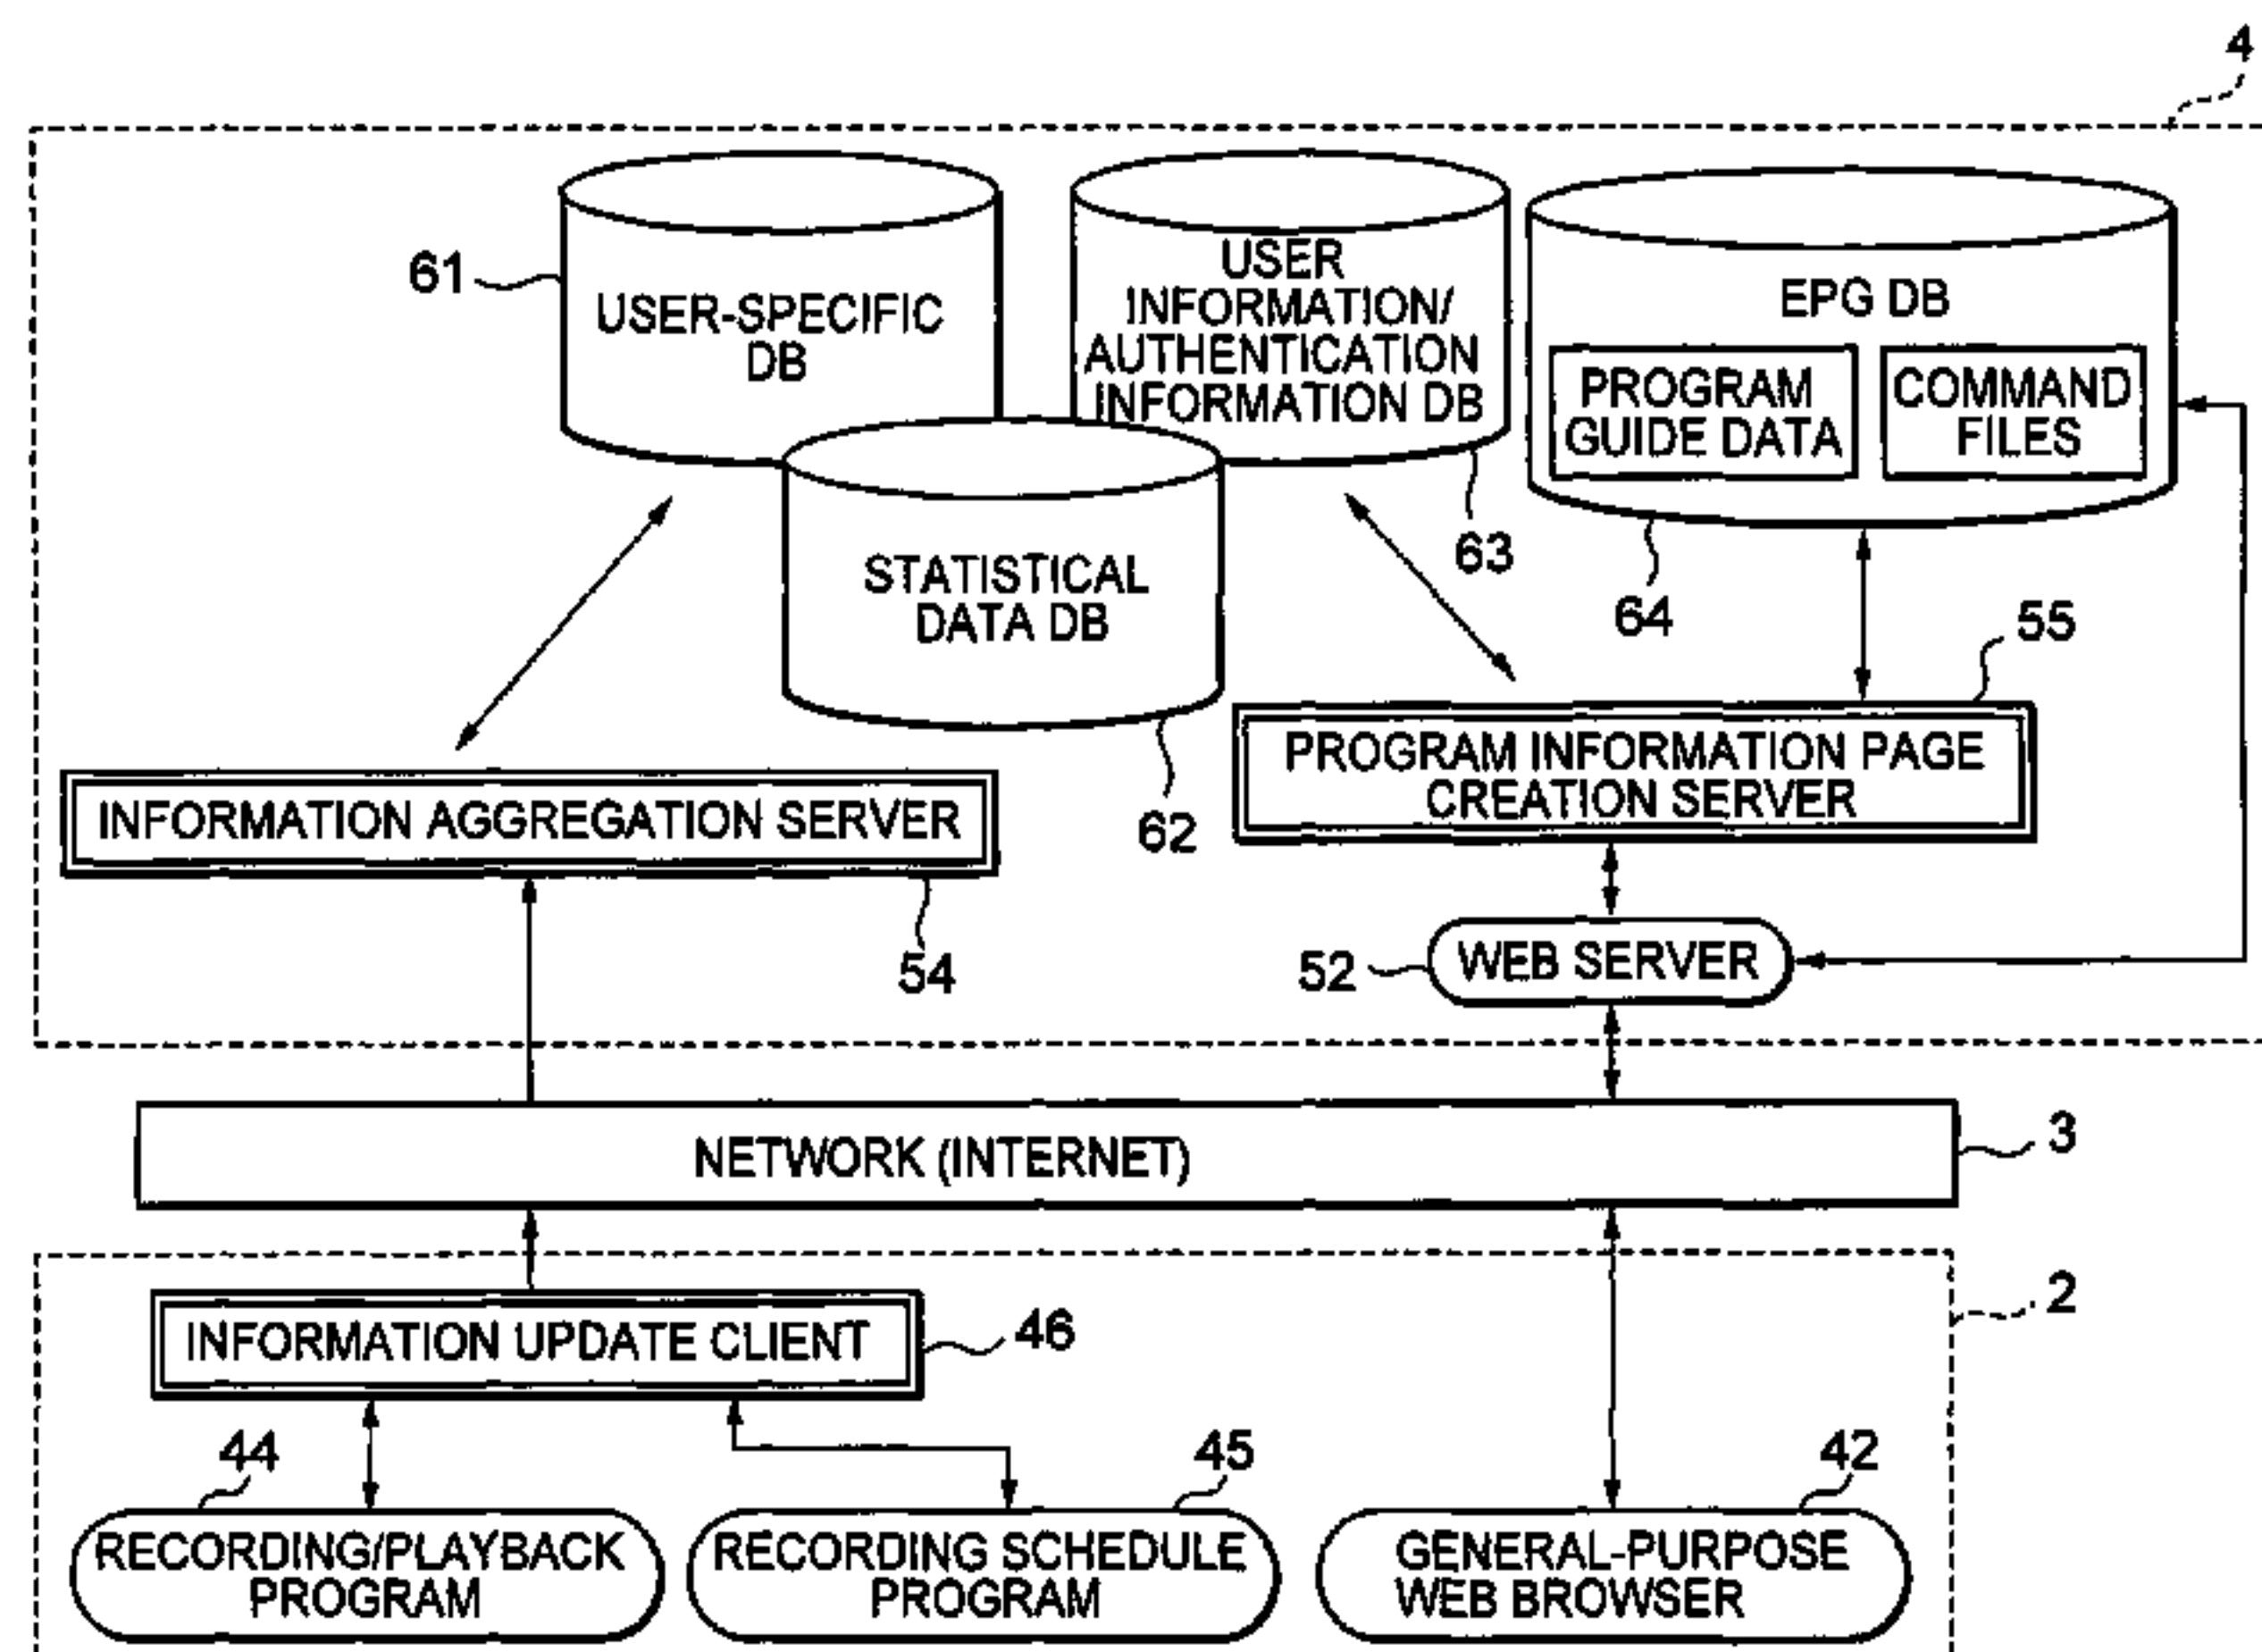 4
61
USER-SPECIFIC
DB
USER
INFORMATION/
AUTHENTICATION
INFORMATION DB
EPG DB
PROGRAM
GUIDE DATA
COMMAND
FILES
STATISTICAL
DATA DB
63
64
55
PROGRAM INFORMATION PAGE
CREATION SERVER
INFORMATION AGGREGATION SERVER
62
54
52
WEB SERVER
NETWORK (INTERNET)
3
2
INFORMATION UPDATE CLIENT
46
44
45
42
RECORDING/PLAYBACK
PROGRAM
RECORDING SCHEDULE
PROGRAM
GENERAL-PURPOSE
WEB BROWSER